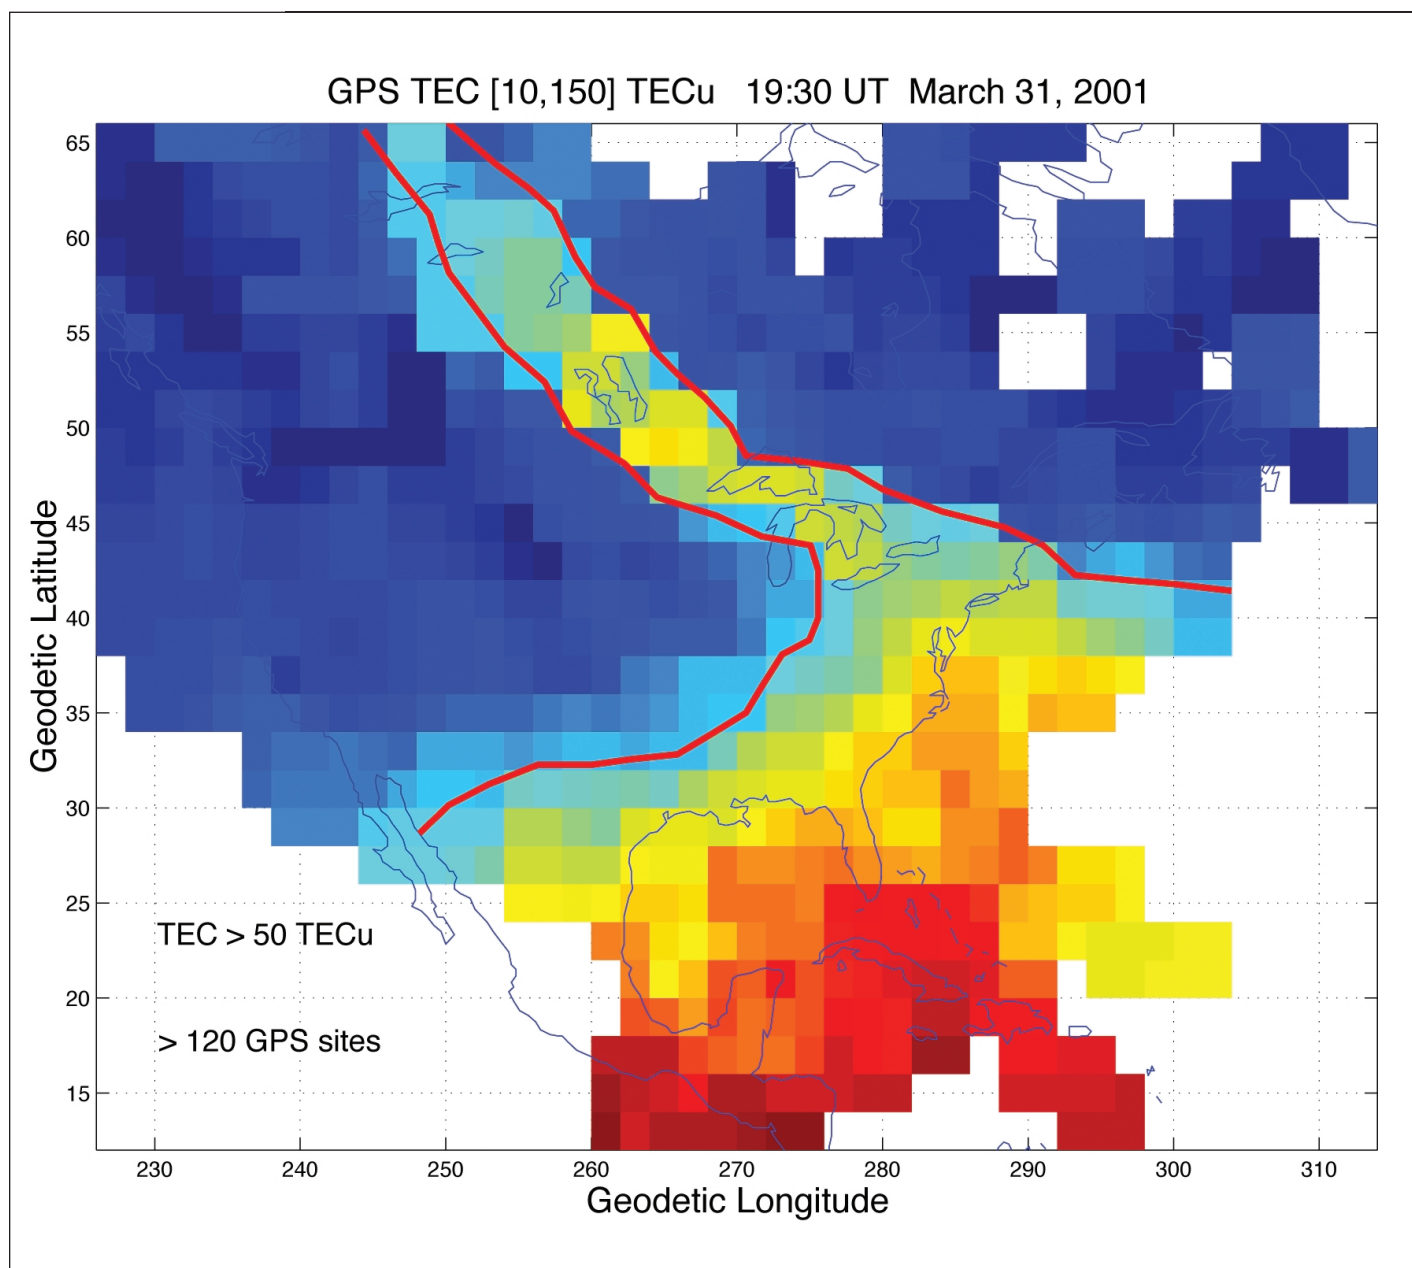 GPS TEC [10,150] TECu 19:30 UT March 31, 2001
65
60
55
50
45
40
35
30
25
20
15
Geodetic Latitude
TEC > 50 TECu
> 120 GPS sites
230 240 250 260 270 280 290 300 310
Geodetic Longitude